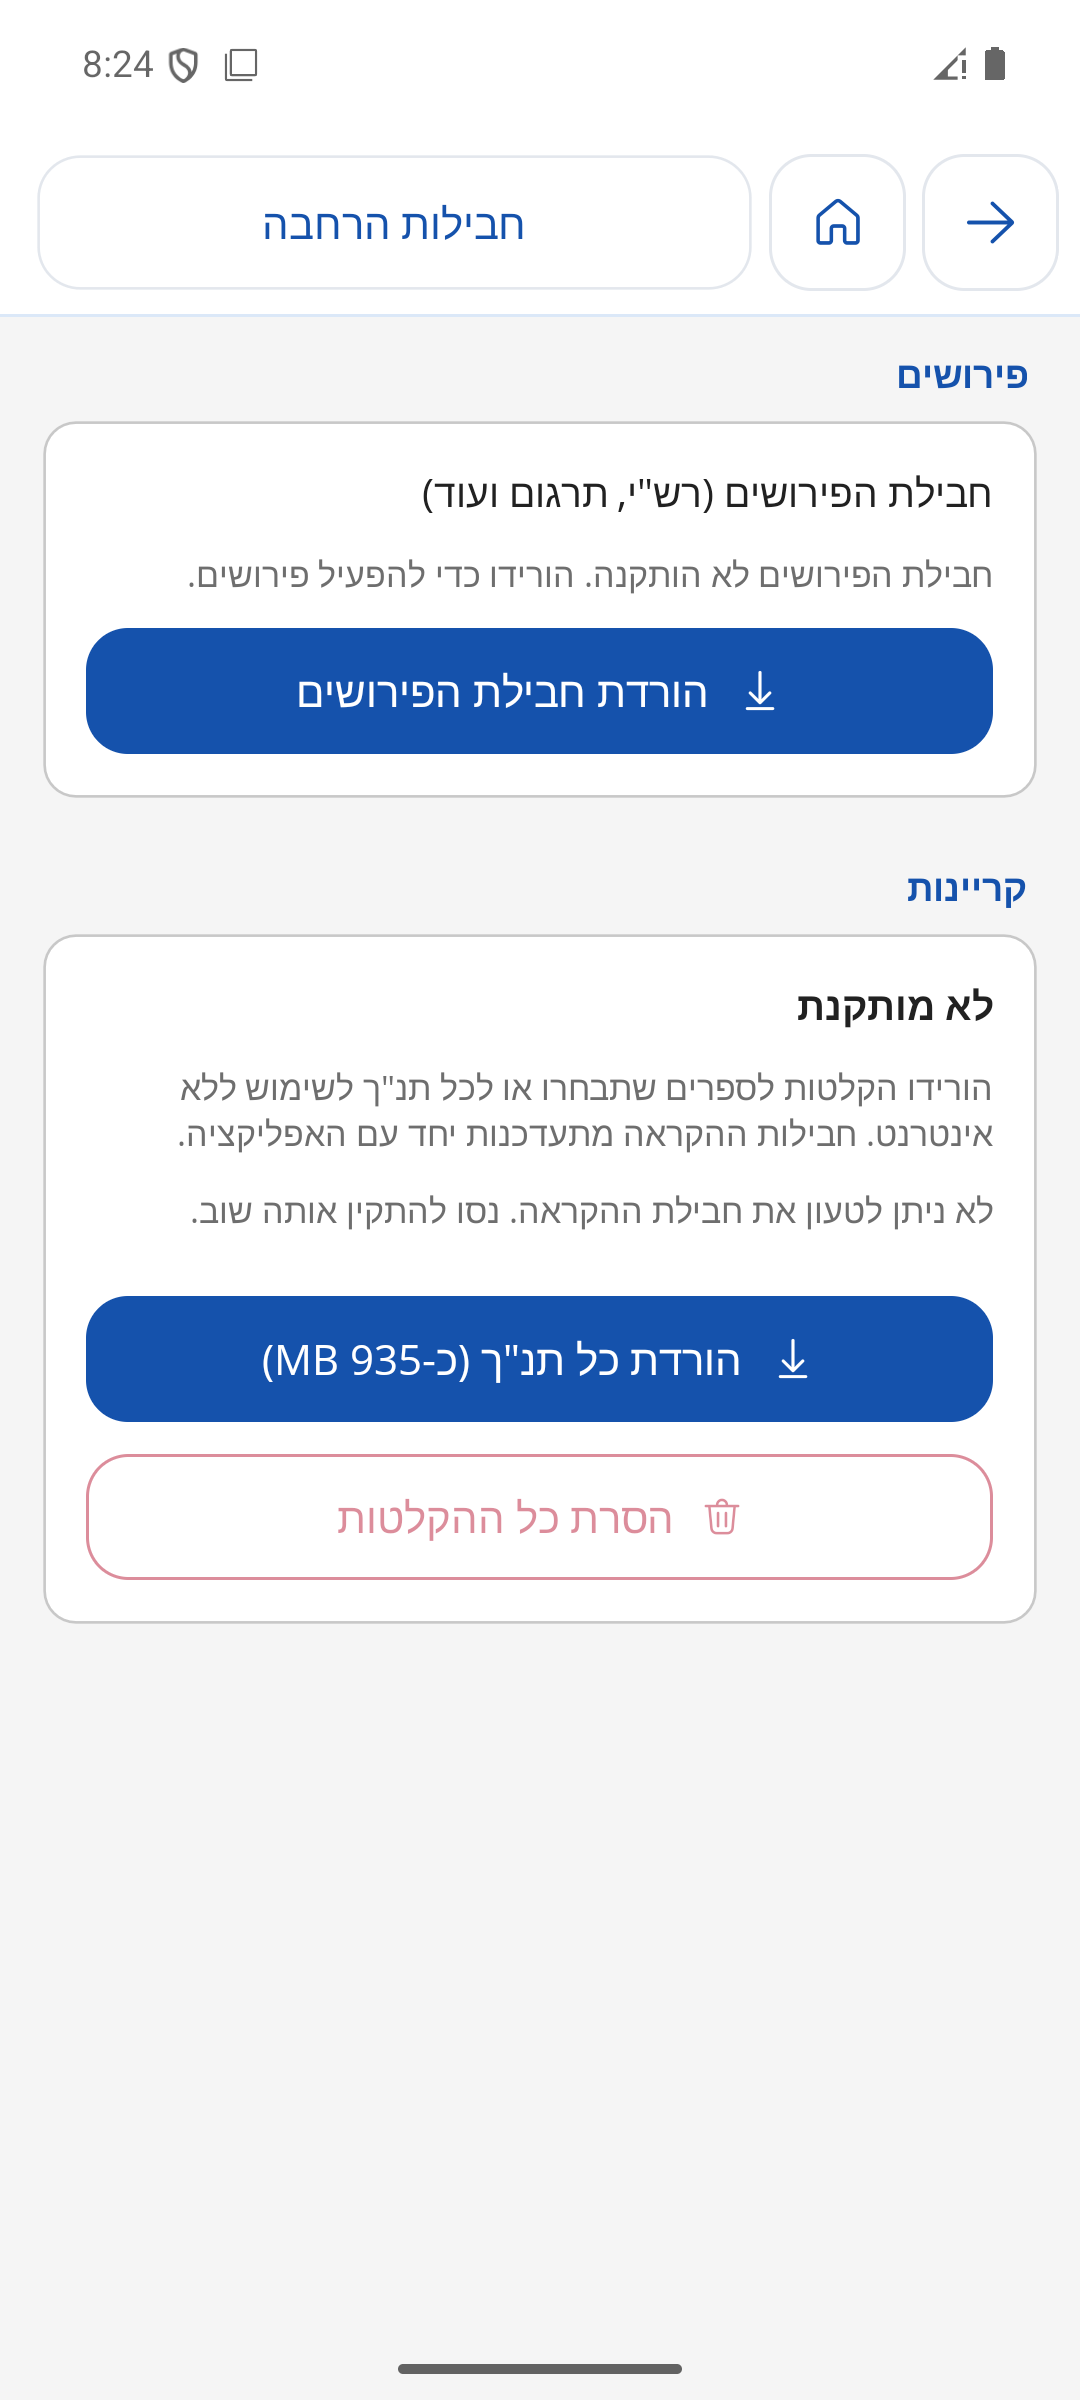 8:24
חבילות הרחבה
פירושים
חבילת הפירושים (רש"י, תרגום ועוד)
חבילת הפירושים לא הותקנה. הורידו כדי להפעיל פירושים.
הורדת חבילת הפירושים
קריינות
לא מותקנת
הורידו הקלטות לספרים שתבחרו או לכל תנ"ך לשימוש ללא
אינטרנט. חבילות ההקראה מתעדכנות יחד עם האפליקציה.
לא ניתן לטעון את חבילת ההקראה. נסו להתקין אותה שוב.
הורדת כל תנ"ך (כ-935 MB)
הסרת כל ההקלטות